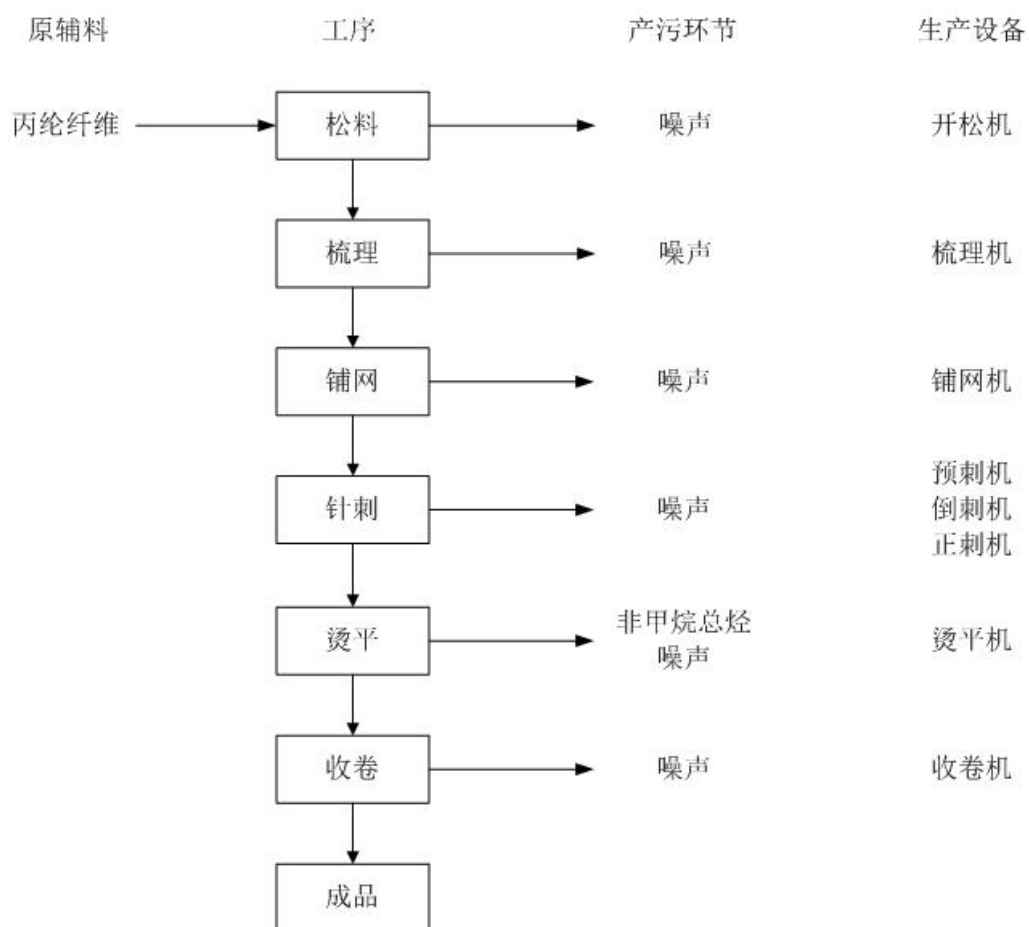 原辅料 工序 产污环节 生产设备
丙纶纤维 松料 噪声 开松机
梳理 噪声 梳理机
铺网 噪声 铺网机
预刺机
针刺 噪声 倒刺机
正刺机
非甲烷总烃
烫平 烫平机
噪声
收卷 噪声 收卷机
成品